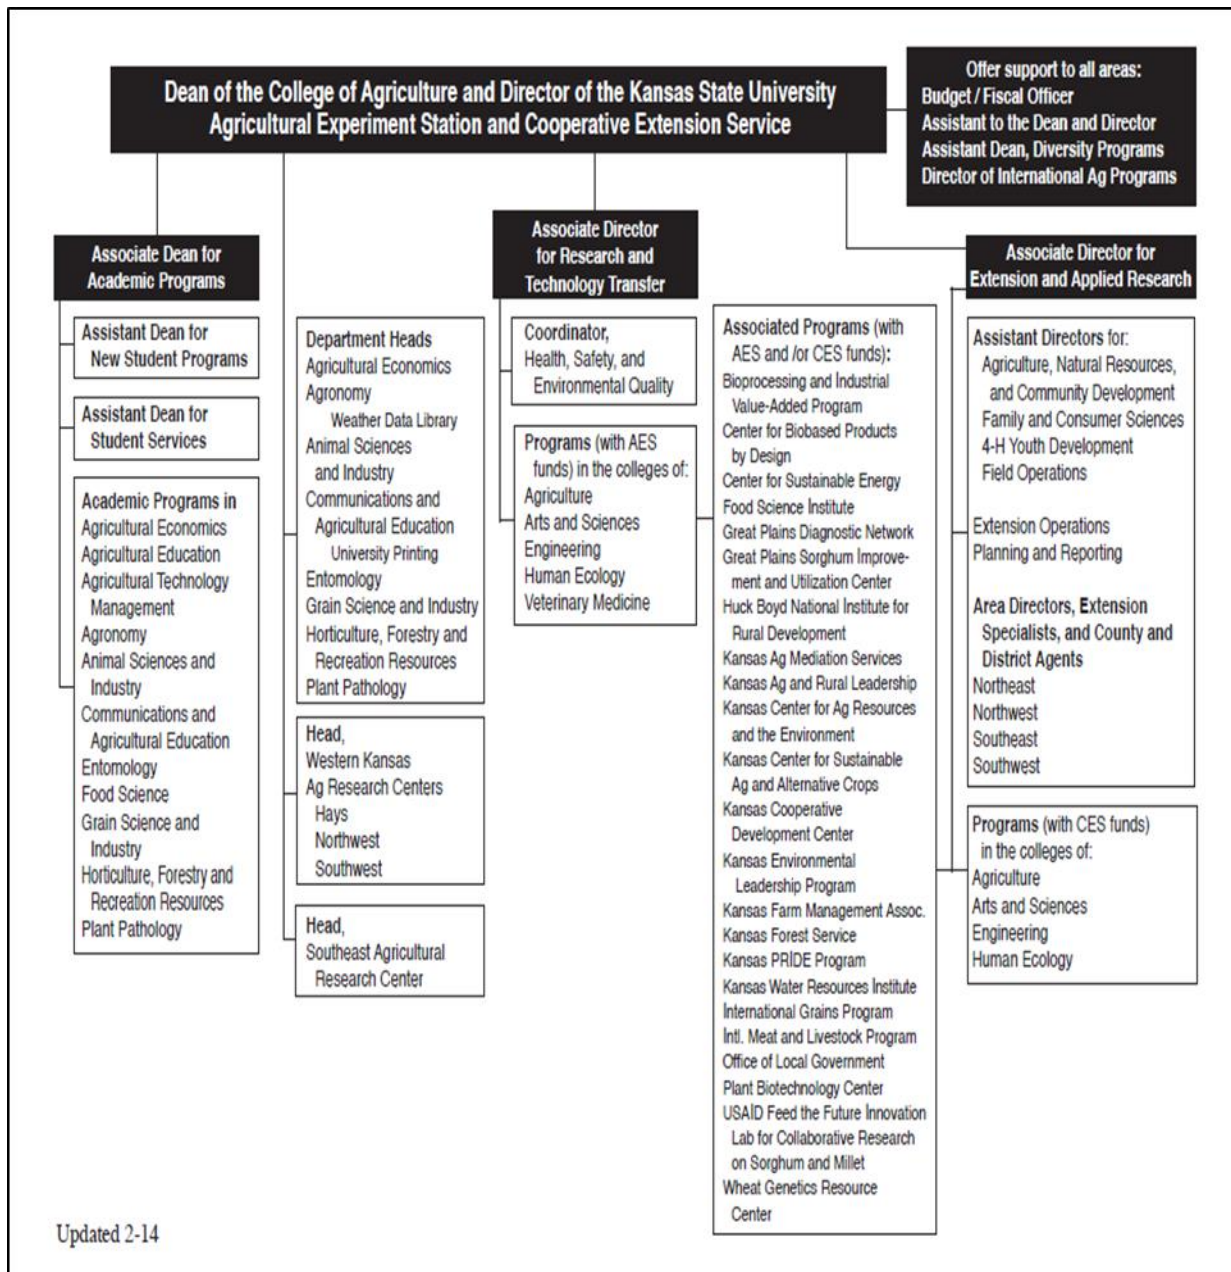 Dean of the College of Agriculture and Director of the Kansas State University
Agricultural Experiment Station and Cooperative Extension Service
Offer support to all areas:
Budget / Fiscal Officer
Assistant to the Dean and Director
Assistant Dean, Diversity Programs
Director of International Ag Programs
Associate Dean for
Academic Programs
Assistant Dean for
New Student Programs
Assistant Dean for
Student Services
Academic Programs in
Agricultural Economics
Agricultural Education
Agricultural Technology
Management
Agronomy
Animal Sciences and
Industry
Communications and
Agricultural Education
Entomology
Food Science
Grain Science and
Industry
Horticulture, Forestry and
Recreation Resources
Plant Pathology
Department Heads
Agricultural Economics
Agronomy
Weather Data Library
Animal Sciences
and Industry
Communications and
Agricultural Education
University Printing
Entomology
Grain Science and Industry
Horticulture, Forestry and
Recreation Resources
Plant Pathology
Head,
Western Kansas
Ag Research Centers
Hays
Northwest
Southwest
Head,
Southeast Agricultural
Research Center
Associate Director
for Research and
Technology Transfer
Coordinator,
Health, Safety, and
Environmental Quality
Programs (with AES
funds) in the colleges of:
Agriculture
Arts and Sciences
Engineering
Human Ecology
Veterinary Medicine
Associated Programs (with
AES and /or CES funds):
Bioprocessing and İndustrial
Value-Added Program
Center for Biobased Products
by Design
Center for Sustainable Energy
Food Science İnstitute
Great Plains Diagnostic Network
Great Plains Sorghum İmprove-
ment and Utilization Center
Huck Boyd National İnstitute for
Rural Development
Kansas Ag Mediation Services
Kansas Ag and Rural Leadership
Kansas Center for Ag Resources
and the Environment
Kansas Center for Sustainable
Ag and Alternative Crops
Kansas Cooperative
Development Center
Kansas Environmental
Leadership Program
Kansas Farm Management Assoc.
Kansas Forest Service
Kansas PRİDE Program
Kansas Water Resources İnstitute
İnternational Grains Program
İntl. Meat and Livestock Program
Office of Local Government
Plant Biotechnology Center
USAİD Feed the Future İnnovation
Lab for Collaborative Research
on Sorghum and Millet
Wheat Genetics Resource
Center
Associate Director for
Extension and Applied Research
Assistant Directors for:
Agriculture, Natural Resources,
and Community Development
Family and Consumer Sciences
4-H Youth Development
Field Operations
Extension Operations
Planning and Reporting
Area Directors, Extension
Specialists, and County and
District Agents
Northeast
Northwest
Southeast
Southwest
Programs (with CES funds)
in the colleges of:
Agriculture
Arts and Sciences
Engineering
Human Ecology
Updated 2-14